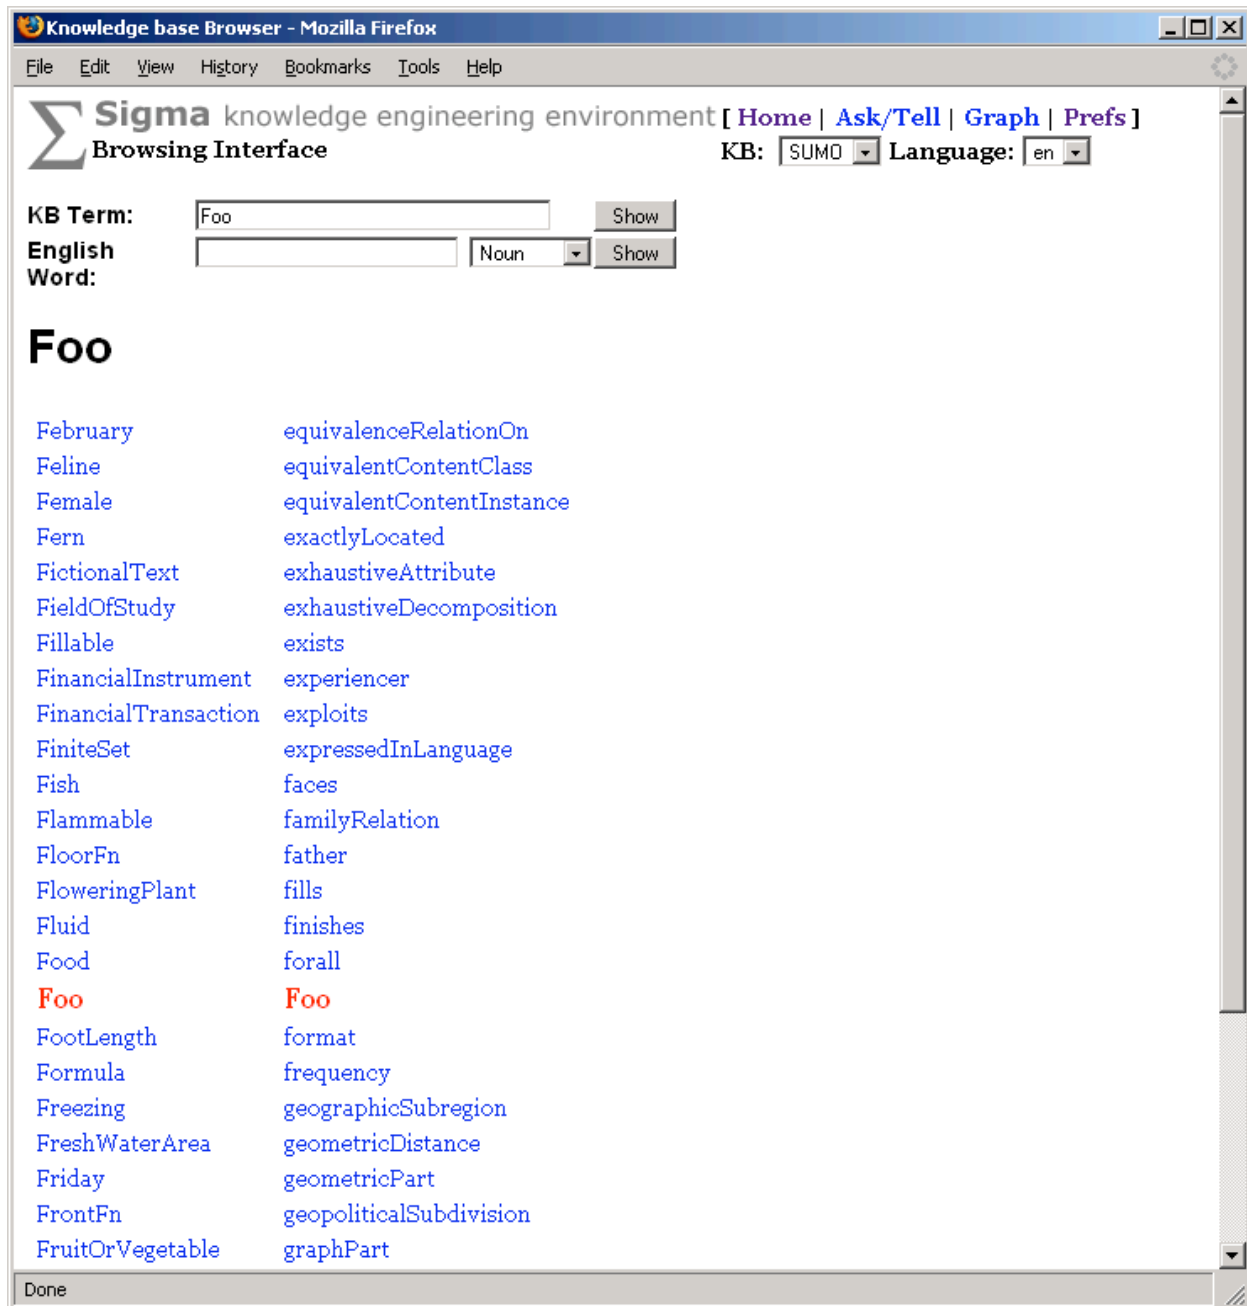 Knowledge base Browser - Mozilla Firefox
File Edit View History Bookmarks Tools Help
Σ Sigma knowledge engineering environment [ Home | Ask/Tell | Graph | Prefs ]
Browsing Interface KB: SUMO Language: en
KB Term: Foo Show
English Word: Noun Show
Foo
February equivalenceRelationOn
Feline equivalentContentClass
Female equivalentContentInstance
Fern exactlyLocated
FictionalText exhaustiveAttribute
FieldOfStudy exhaustiveDecomposition
Fillable exists
FinancialInstrument experiencer
FinancialTransaction exploits
FiniteSet expressedInLanguage
Fish faces
Flammable familyRelation
FloorFn father
FloweringPlant fills
Fluid finishes
Food forall
Foo Foo
FootLength format
Formula frequency
Freezing geographicSubregion
FreshWaterArea geometricDistance
Friday geometricPart
FrontFn geopoliticalSubdivision
FruitOrVegetable graphPart
Done